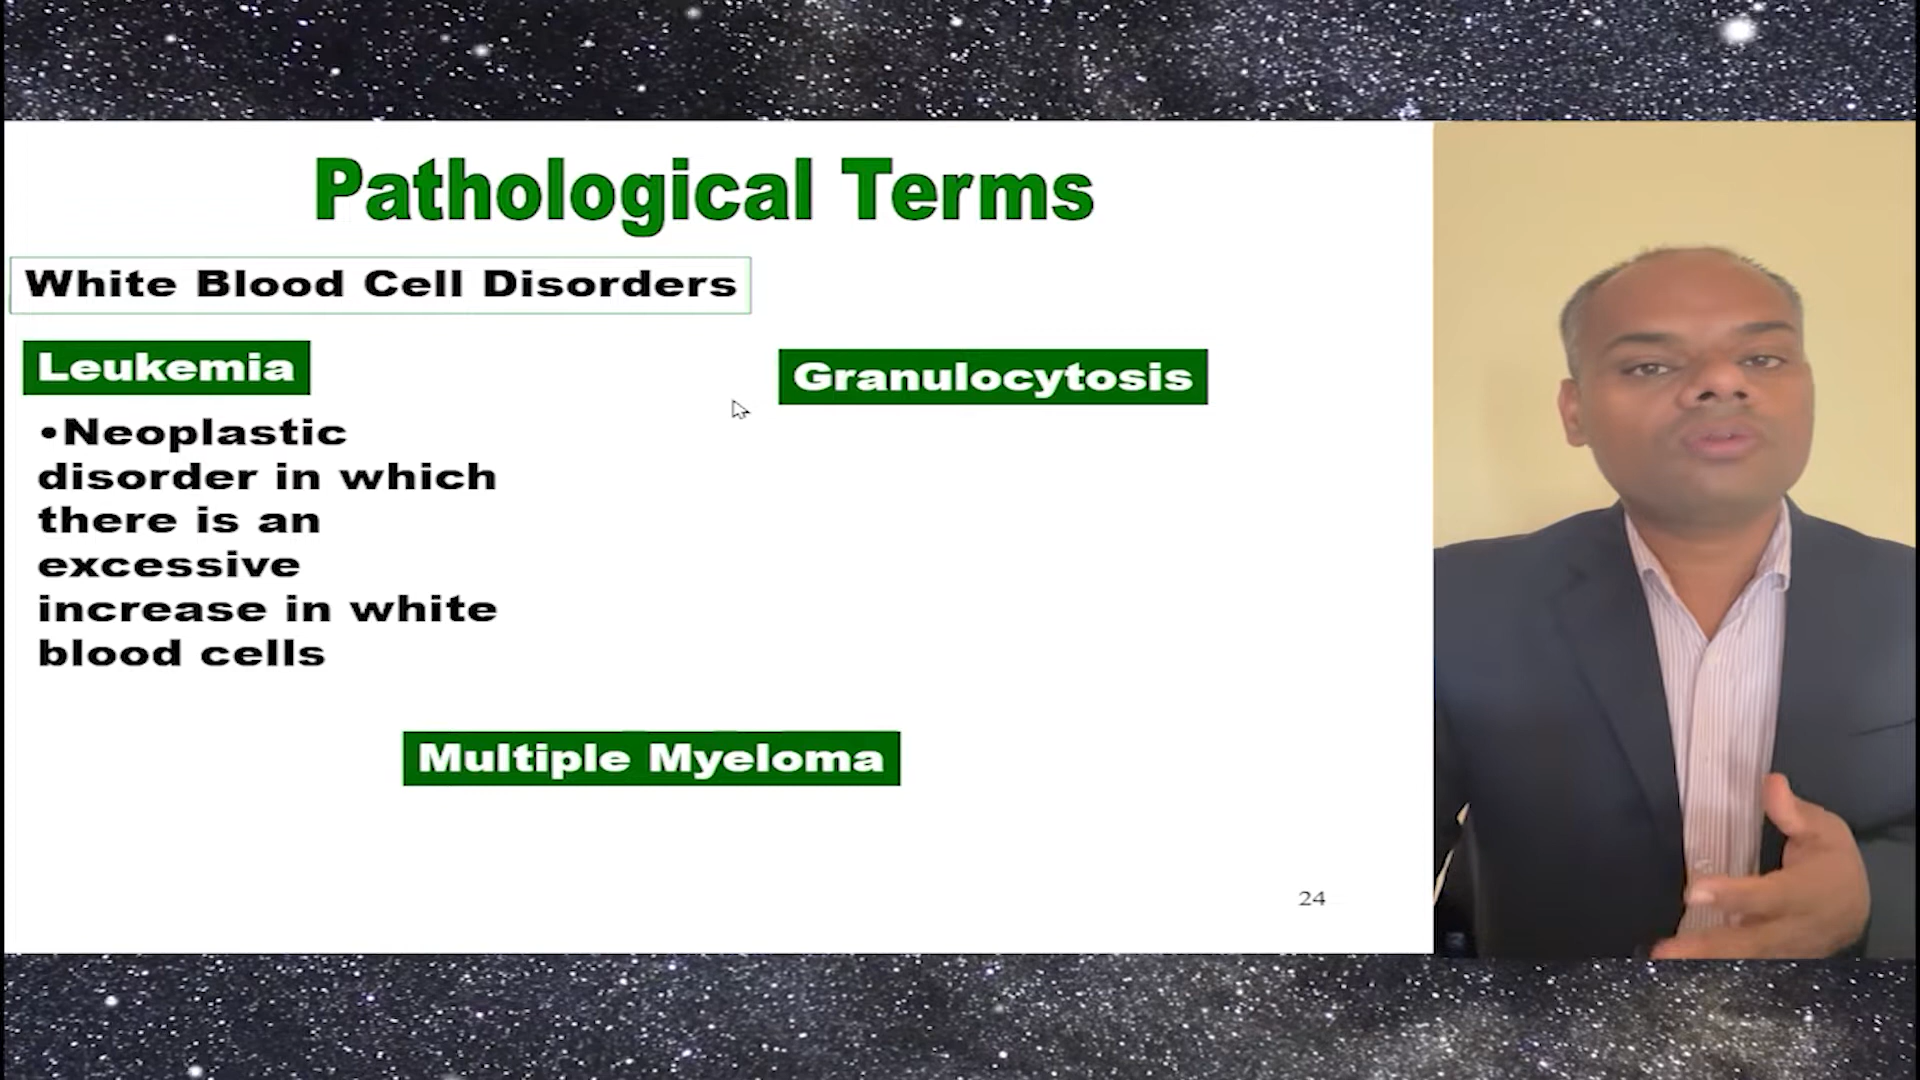 Pathological Terms
White Blood Cell Disorders
Leukemia
•Neoplastic
disorder in which
there is an
excessive
increase in white
blood cells
Granulocytosis
Multiple Myeloma
24